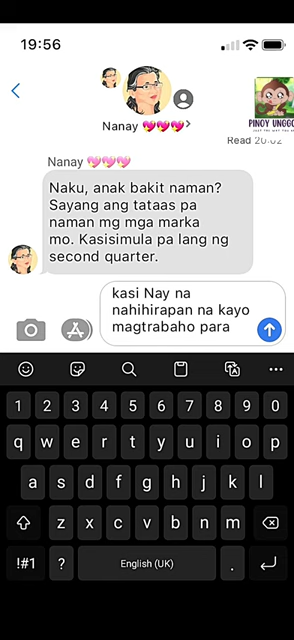 19:56
Nanay 💖💖💖>
PINOY UNGGO
Read 20:02
Nanay 💖💖💖
Naku, anak bakit naman?
Sayang ang tataas pa
naman mg mga marka
mo. Kasisimula pa lang ng
second quarter.
kasi Nay na
nahihirapan na kayo
magtrabaho para
1 2 3 4 5 6 7 8 9 0
q w e r t y u i o p
a s d f g h j k l
z x c v b n m
!#1 ? English (UK) .